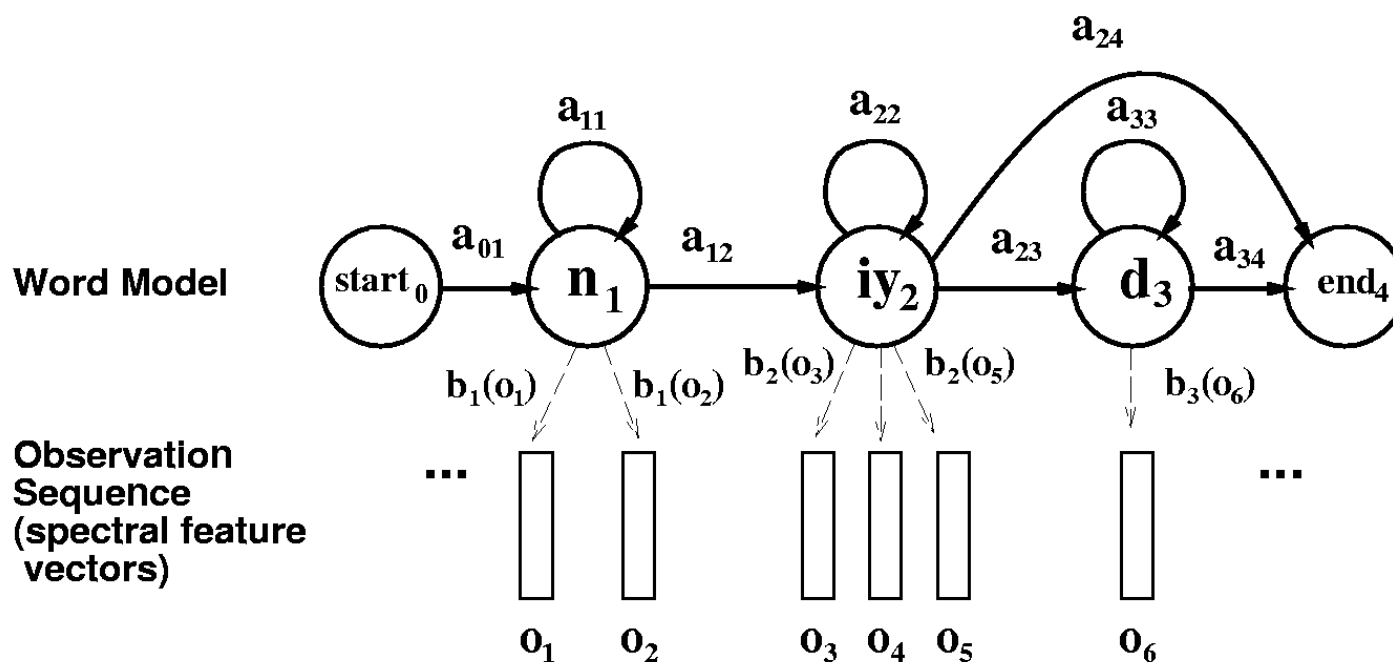 a₂₄
a₁₁ a₂₂ a₃₃
a₀₁ a₁₂ a₂₃ a₃₄
Word Model start₀ n₁ iy₂ d₃ end₄
b₁(o₁) b₁(o₂) b₂(o₃) b₂(o₅) b₃(o₆)
Observation
Sequence
(spectral feature
vectors)
... ...
o₁ o₂ o₃ o₄ o₅ o₆